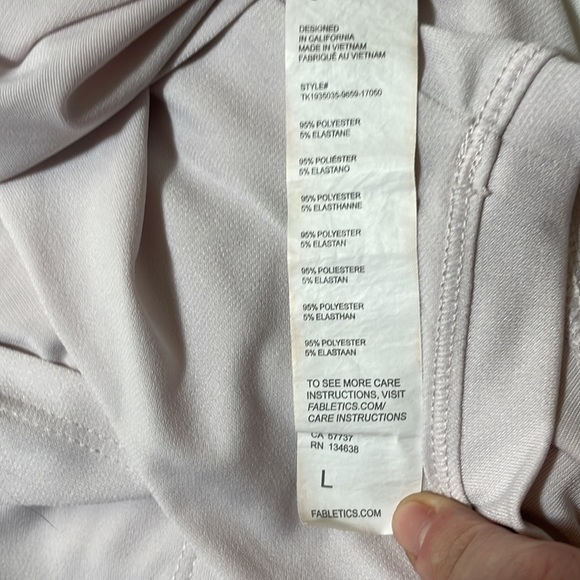 DESIGNED
IN CALIFORNIA
MADE IN VIETNAM
FABRIQUÉ AU VIETNAM
STYLE#
TK1935035-9659-17050
95% POLYESTER
5% ELASTANE
95% POLIÉSTER
5% ELASTANO
95% POLYESTER
5% ELASTHANNE
95% POLYESTER
5% ELASTAN
95% POLIESTERE
5% ELASTAN
95% POLYESTER
5% ELASTHAN
95% POLYESTER
5% ELASTAAN
TO SEE MORE CARE
INSTRUCTIONS, VISIT
FABLETICS.COM/
CARE INSTRUCTIONS
CA 57737
RN 134638
L
FABLETICS.COM